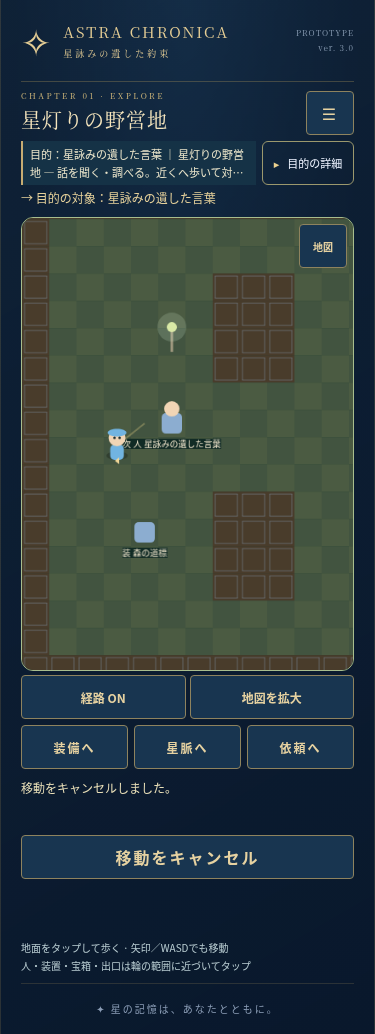 ASTRA CHRONICA
星詠みの遺した約束
PROTOTYPE
ver. 3.0
CHAPTER 01 · EXPLORE
星灯りの野営地
☰
目的：星詠みの遺した言葉 ｜ 星灯りの野営
地 — 話を聞く・調べる。近くへ歩いて対…
▸ 目的の詳細
→ 目的の対象：星詠みの遺した言葉
地図
次 人 星詠みの遺した言葉
装 森の道標
経路 ON
地図を拡大
装備へ
星脈へ
依頼へ
移動をキャンセルしました。
移動をキャンセル
地面をタップして歩く · 矢印／WASDでも移動
人・装置・宝箱・出口は輪の範囲に近づいてタップ
✦ 星の記憶は、あなたとともに。